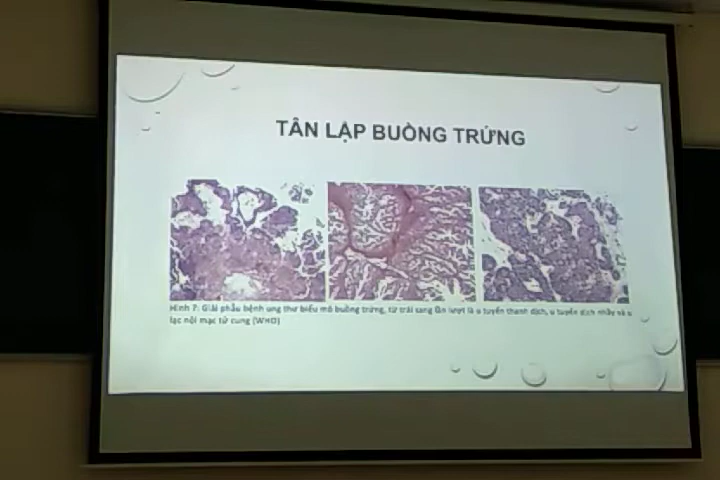 TÂN LẬP BUỒNG TRỨNG
Hình 7: Giải phẫu bệnh ung thư biểu mô buồng trứng, từ trái sang lần lượt là u tuyến thanh dịch, u tuyến dịch nhầy và u
lạc nội mạc tử cung (WHO)